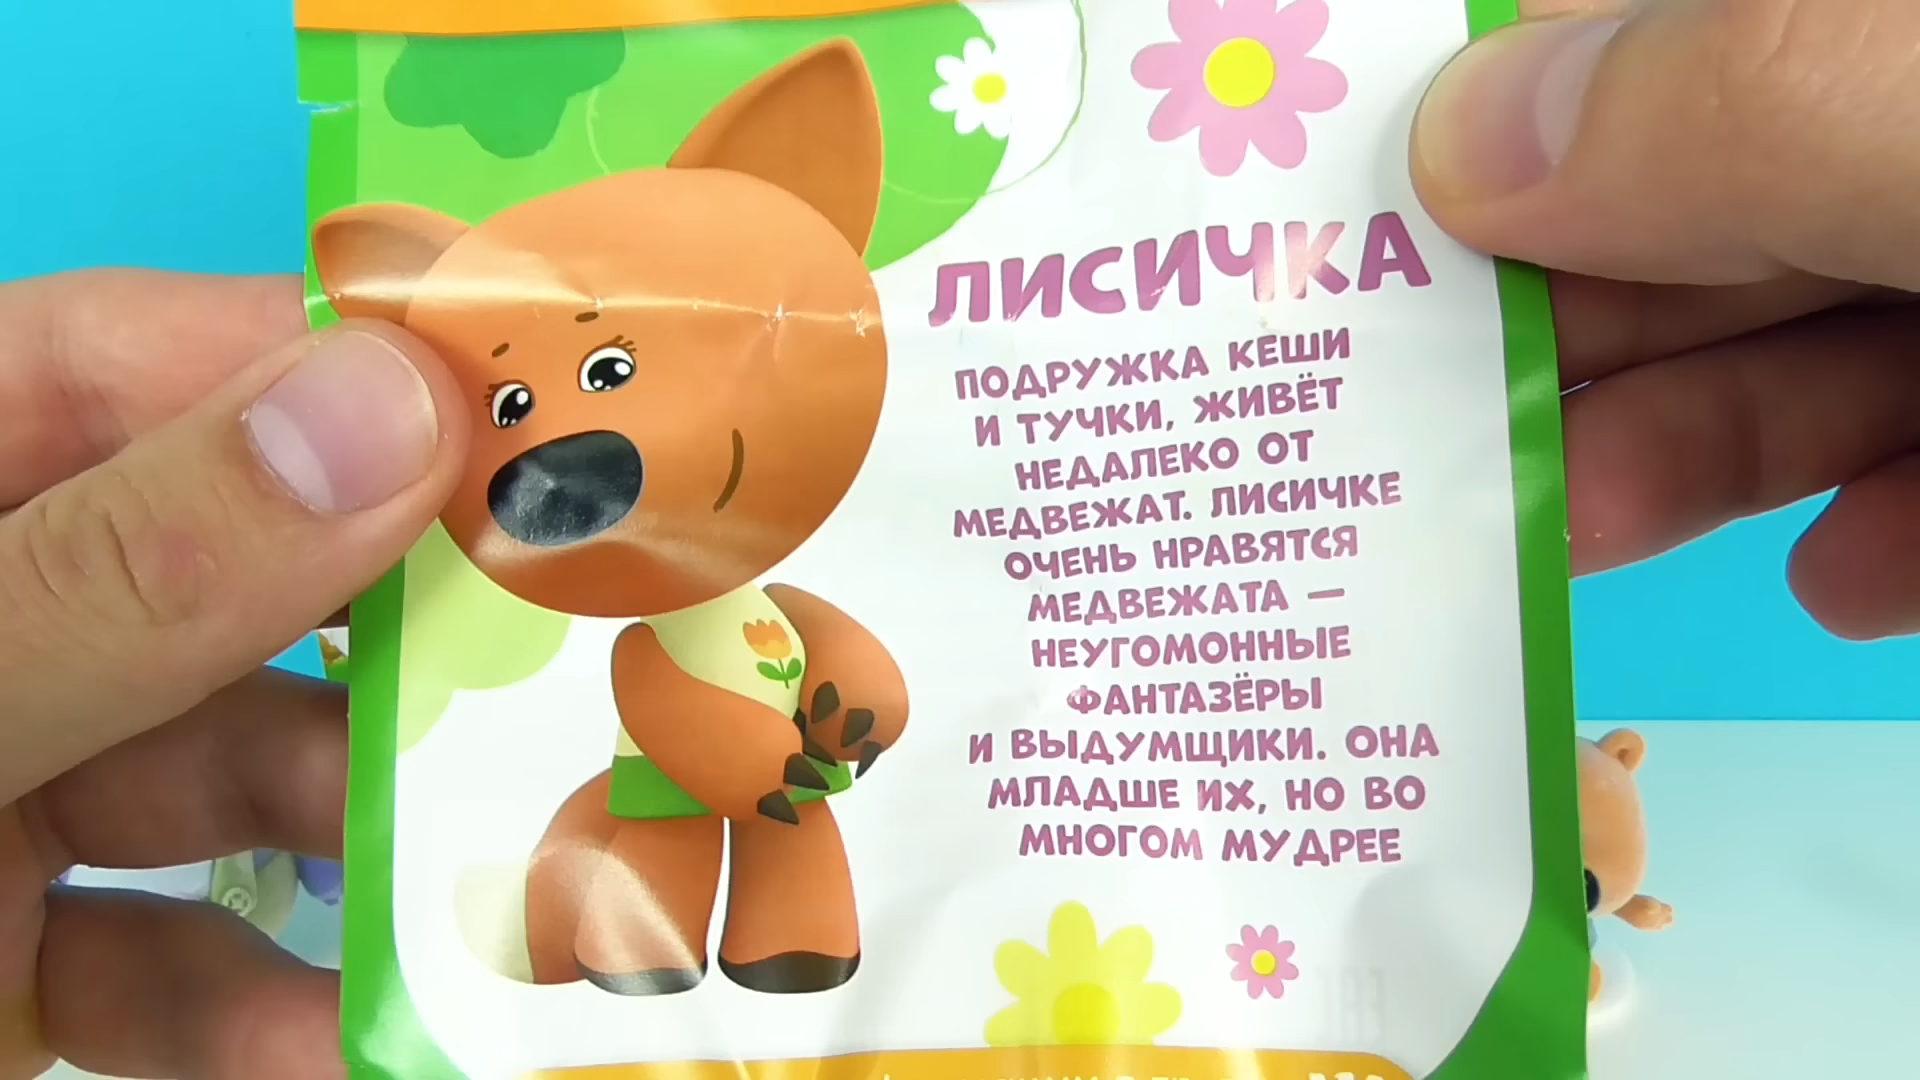 ЛИСИЧКА
ПОДРУЖКА КЕШИ
И ТУЧКИ, ЖИВЁТ
НЕДАЛЕКО ОТ
МЕДВЕЖАТ. ЛИСИЧКЕ
ОЧЕНЬ НРАВЯТСЯ
МЕДВЕЖАТА —
НЕУГОМОННЫЕ
ФАНТАЗЁРЫ
И ВЫДУМЩИКИ. ОНА
МЛАДШЕ ИХ, НО ВО
МНОГОМ МУДРЕЕ